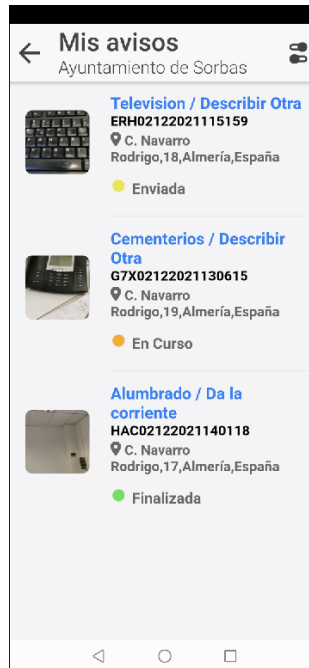 Mis avisos
Ayuntamiento de Sorbas
Television / Describir Otra
ERH02122021115159
C. Navarro
Rodrigo,18,Almería,España
Enviada
Cementerios / Describir
Otra
G7X02122021130615
C. Navarro
Rodrigo,19,Almería,España
En Curso
Alumbrado / Da la
corriente
HAC02122021140118
C. Navarro
Rodrigo,17,Almería,España
Finalizada